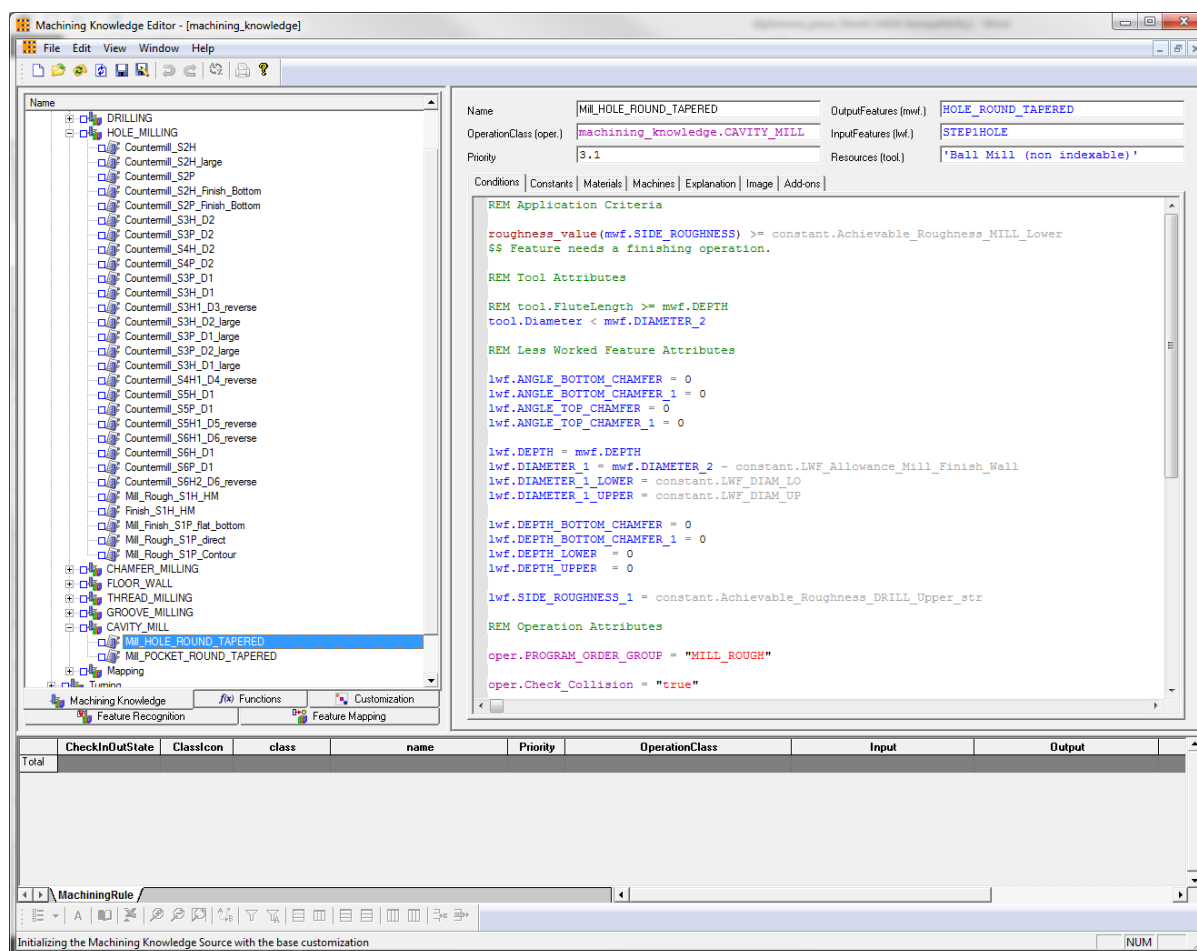 Machining Knowledge Editor - [machining_knowledge]
File Edit View Window Help
Name
DRILLING
HOLE_MILLING
Countermill_S2H
Countermill_S2H_large
Countermill_S2P
Countermill_S2H_Finish_Bottom
Countermill_S2P_Finish_Bottom
Countermill_S3H_D2
Countermill_S3P_D2
Countermill_S4H_D2
Countermill_S4P_D2
Countermill_S3P_D1
Countermill_S3H_D1
Countermill_S3H1_D3_reverse
Countermill_S3H_D2_large
Countermill_S3P_D1_large
Countermill_S3P_D2_large
Countermill_S3H_D1_large
Countermill_S4H1_D4_reverse
Countermill_S5H_D1
Countermill_S5P_D1
Countermill_S5H1_D5_reverse
Countermill_S6H1_D6_reverse
Countermill_S6H_D1
Countermill_S6P_D1
Countermill_S6H2_D6_reverse
Mill_Rough_S1H_HM
Finish_S1H_HM
Mill_Finish_S1P_flat_bottom
Mill_Rough_S1P_direct
Mill_Rough_S1P_Contour
CHAMFER_MILLING
FLOOR_WALL
THREAD_MILLING
GROOVE_MILLING
CAVITY_MILL
Mill_HOLE_ROUND_TAPERED
Mill_POCKET_ROUND_TAPERED
Mapping
Turning
Machining Knowledge f(x) Functions Customization
Feature Recognition Feature Mapping
Name Mill_HOLE_ROUND_TAPERED OutputFeatures (mwf.) HOLE_ROUND_TAPERED
OperationClass (oper.) machining_knowledge.CAVITY_MILL InputFeatures (lwf.) STEP1HOLE
Priority 3.1 Resources (tool.) 'Ball Mill (non indexable)'
Conditions Constants Materials Machines Explanation Image Add-ons
REM Application Criteria
roughness_value(mwf.SIDE_ROUGHNESS) >= constant.Achievable_Roughness_MILL_Lower
$$ Feature needs a finishing operation.
REM Tool Attributes
REM tool.FluteLength >= mwf.DEPTH
tool.Diameter < mwf.DIAMETER_2
REM Less Worked Feature Attributes
lwf.ANGLE_BOTTOM_CHAMFER = 0
lwf.ANGLE_BOTTOM_CHAMFER_1 = 0
lwf.ANGLE_TOP_CHAMFER = 0
lwf.ANGLE_TOP_CHAMFER_1 = 0
lwf.DEPTH = mwf.DEPTH
lwf.DIAMETER_1 = mwf.DIAMETER_2 - constant.LWF_Allowance_Mill_Finish_Wall
lwf.DIAMETER_1_LOWER = constant.LWF_DIAM_LO
lwf.DIAMETER_1_UPPER = constant.LWF_DIAM_UP
lwf.DEPTH_BOTTOM_CHAMFER = 0
lwf.DEPTH_BOTTOM_CHAMFER_1 = 0
lwf.DEPTH_LOWER = 0
lwf.DEPTH_UPPER = 0
lwf.SIDE_ROUGHNESS_1 = constant.Achievable_Roughness_DRILL_Upper_str
REM Operation Attributes
oper.PROGRAM_ORDER_GROUP = "MILL_ROUGH"
oper.Check_Collision = "true"
CheckInOutState ClassIcon class name Priority OperationClass Input Output
Total
MachiningRule
Initializing the Machining Knowledge Source with the base customization NUM